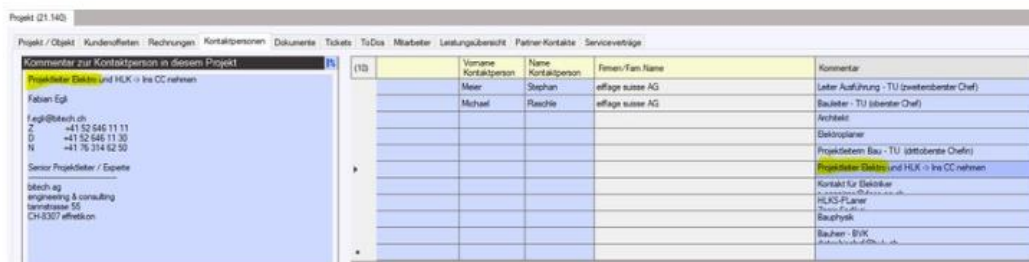 Projekt (21.140)
Projekt / Objekt Kundenofferten Rechnungen Kontaktpersonen Dokumente Tickets ToDos Mitarbeiter Leistungsübersicht Partner-Kontakte Serviceverträge
Kommentar zur Kontaktperson in diesem Projekt
Projektleiter Elektro und HLK -> Ins CC nehmen
Fabian Egli
f.egli@bitech.ch
Z +41 52 646 11 11
D +41 52 646 11 30
N +41 76 314 62 50
Senior Projektleiter / Experte
bitech ag
engineering & consulting
tannstrasse 55
CH-8307 effretikon
(10) Vorname Kontaktperson Name Kontaktperson Firmen/Fam.Name Kommentar
Meier Stephan eiffage suisse AG Leiter Ausführung - TU (zweitoberster Chef)
Michael Raschle eiffage suisse AG Bauleiter - TU (oberster Chef)
Architekt
Elektroplaner
Projektleiterin Bau - TU (drittoberste Chefin)
Projektleiter Elektro und HLK -> Ins CC nehmen
Kontakt für Elektriker
HLKS-PLaner
Bauphysik
Bauherr - BVK